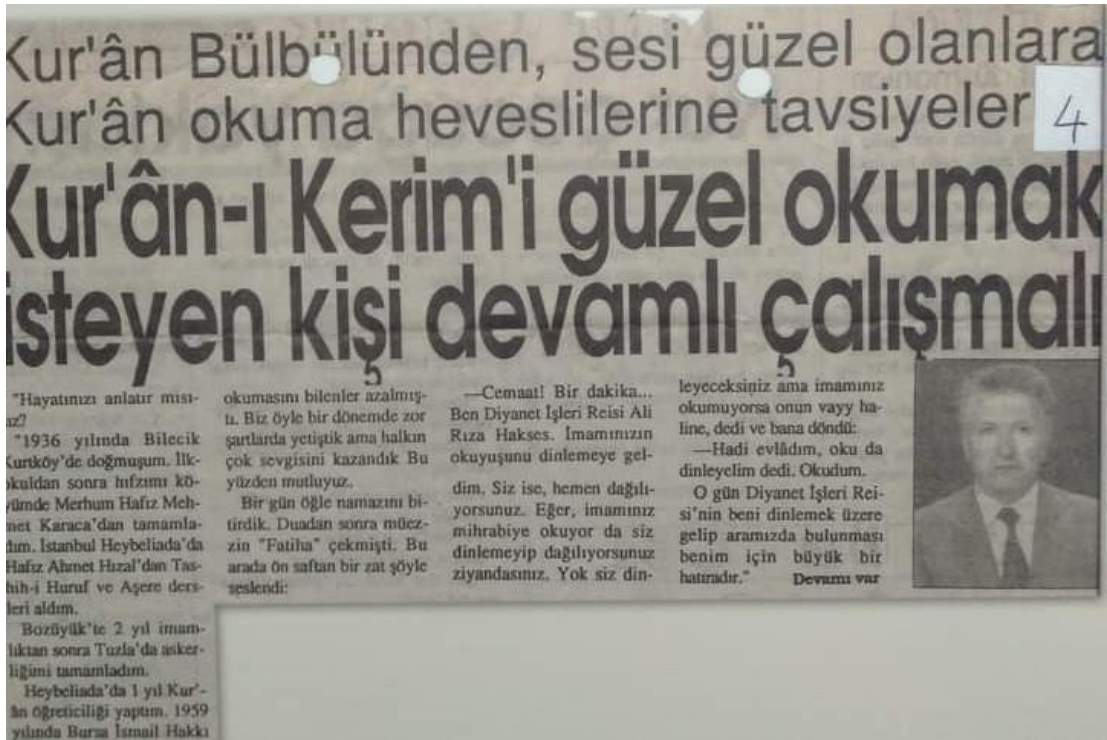 Kur'ân Bülbülünden, sesi güzel olanlara
Kur'ân okuma heveslilerine tavsiyeler
4
Kur'ân-ı Kerim'i güzel okumak
isteyen kişi devamlı çalışmalı
"Hayatınızı anlatır mısı-
nız?
"1936 yılında Bilecik
Kurtköy'de doğmuşum. İlk-
okuldan sonra hıfzımı kö-
yümde Merhum Hafız Meh-
met Karaca'dan tamamla-
dım. İstanbul Heybeliada'da
Hafız Ahmet Hızal'dan Tas-
hih-i Huruf ve Aşere ders-
leri aldım.
Bozüyük'te 2 yıl imam-
lıktan sonra Tuzla'da asker-
liğimi tamamladım.
Heybeliada'da 1 yıl Kur'-
ân öğreticiliği yaptım. 1959
yılında Bursa İsmail Hakkı
okumasını bilenler azalmış-
tı. Biz öyle bir dönemde zor
şartlarda yetiştik ama halkın
çok sevgisini kazandık Bu
yüzden mutluyuz.
Bir gün öğle namazını bi-
tirdik. Duadan sonra müez-
zin "Fatiha" çekmişti. Bu
arada ön saftan bir zat şöyle
seslendi:
—Cemaat! Bir dakika...
Ben Diyanet İşleri Reisi Ali
Rıza Hakses. İmamınızın
okuyuşunu dinlemeye gel-
dim. Siz ise, hemen dağılı-
yorsunuz. Eğer, imamınız
mihrabiye okuyor da siz
dinlemeyip dağılıyorsunuz
ziyandasınız. Yok siz din-
leyeceksiniz ama imamınız
okumuyorsa onun vayy ha-
line, dedi ve bana döndü:
—Hadi evlâdım, oku da
dinleyelim dedi. Okudum.
O gün Diyanet İşleri Rei-
si'nin beni dinlemek üzere
gelip aramızda bulunması
benim için büyük bir
hatıradır." Devamı var